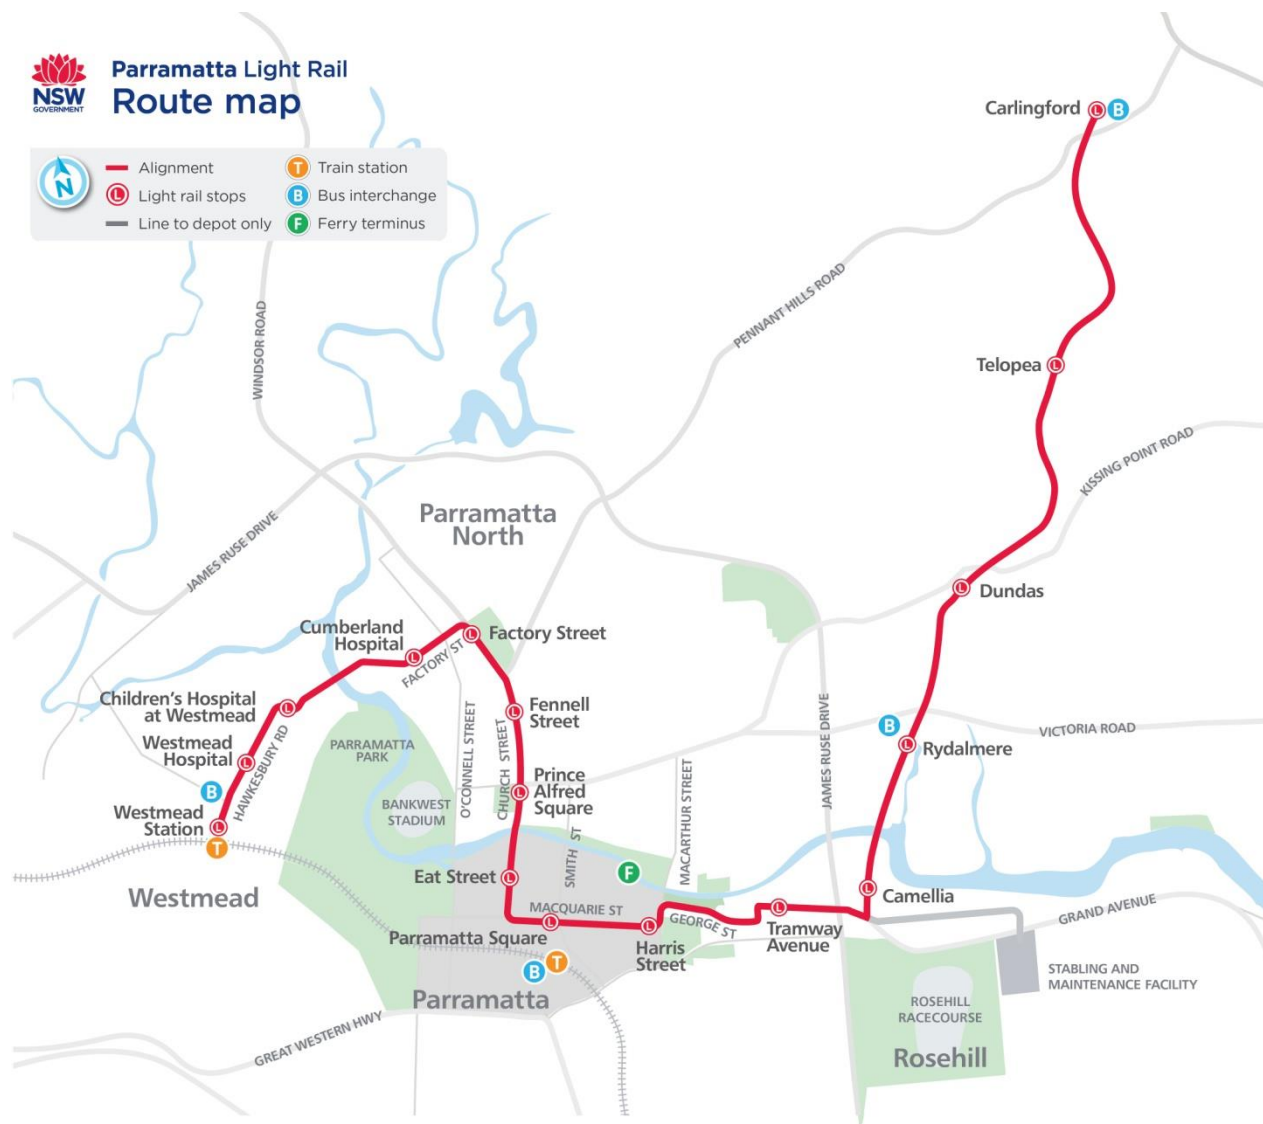 NSW
GOVERNMENT
Parramatta Light Rail
Route map
N
Alignment
L Light rail stops
Line to depot only
T Train station
B Bus interchange
F Ferry terminus
Carlingford L B
WINDSOR ROAD
PENNANT HILLS ROAD
Telopea L
KISSING POINT ROAD
JAMES RUSE DRIVE
Parramatta
North
L Dundas
Cumberland
Hospital L
L Factory Street
FACTORY ST
Children's Hospital
at Westmead L
L Fennell
Street
O'CONNELL STREET
CHURCH STREET
JAMES RUSE DRIVE
VICTORIA ROAD
B
L Rydalmere
Westmead
Hospital L
HAWKESBURY RD
PARRAMATTA
PARK
B
L Prince
Alfred
Square
MACARTHUR STREET
BANKWEST
STADIUM
Westmead
Station L
T
SMITH ST
F
Eat Street L
Westmead
L Camellia
MACQUARIE ST
GEORGE ST
L
Tramway
Avenue
GRAND AVENUE
L
Parramatta Square
L
Harris
Street
B T
Parramatta
STABLING AND
MAINTENANCE FACILITY
ROSEHILL
RACECOURSE
GREAT WESTERN HWY
Rosehill